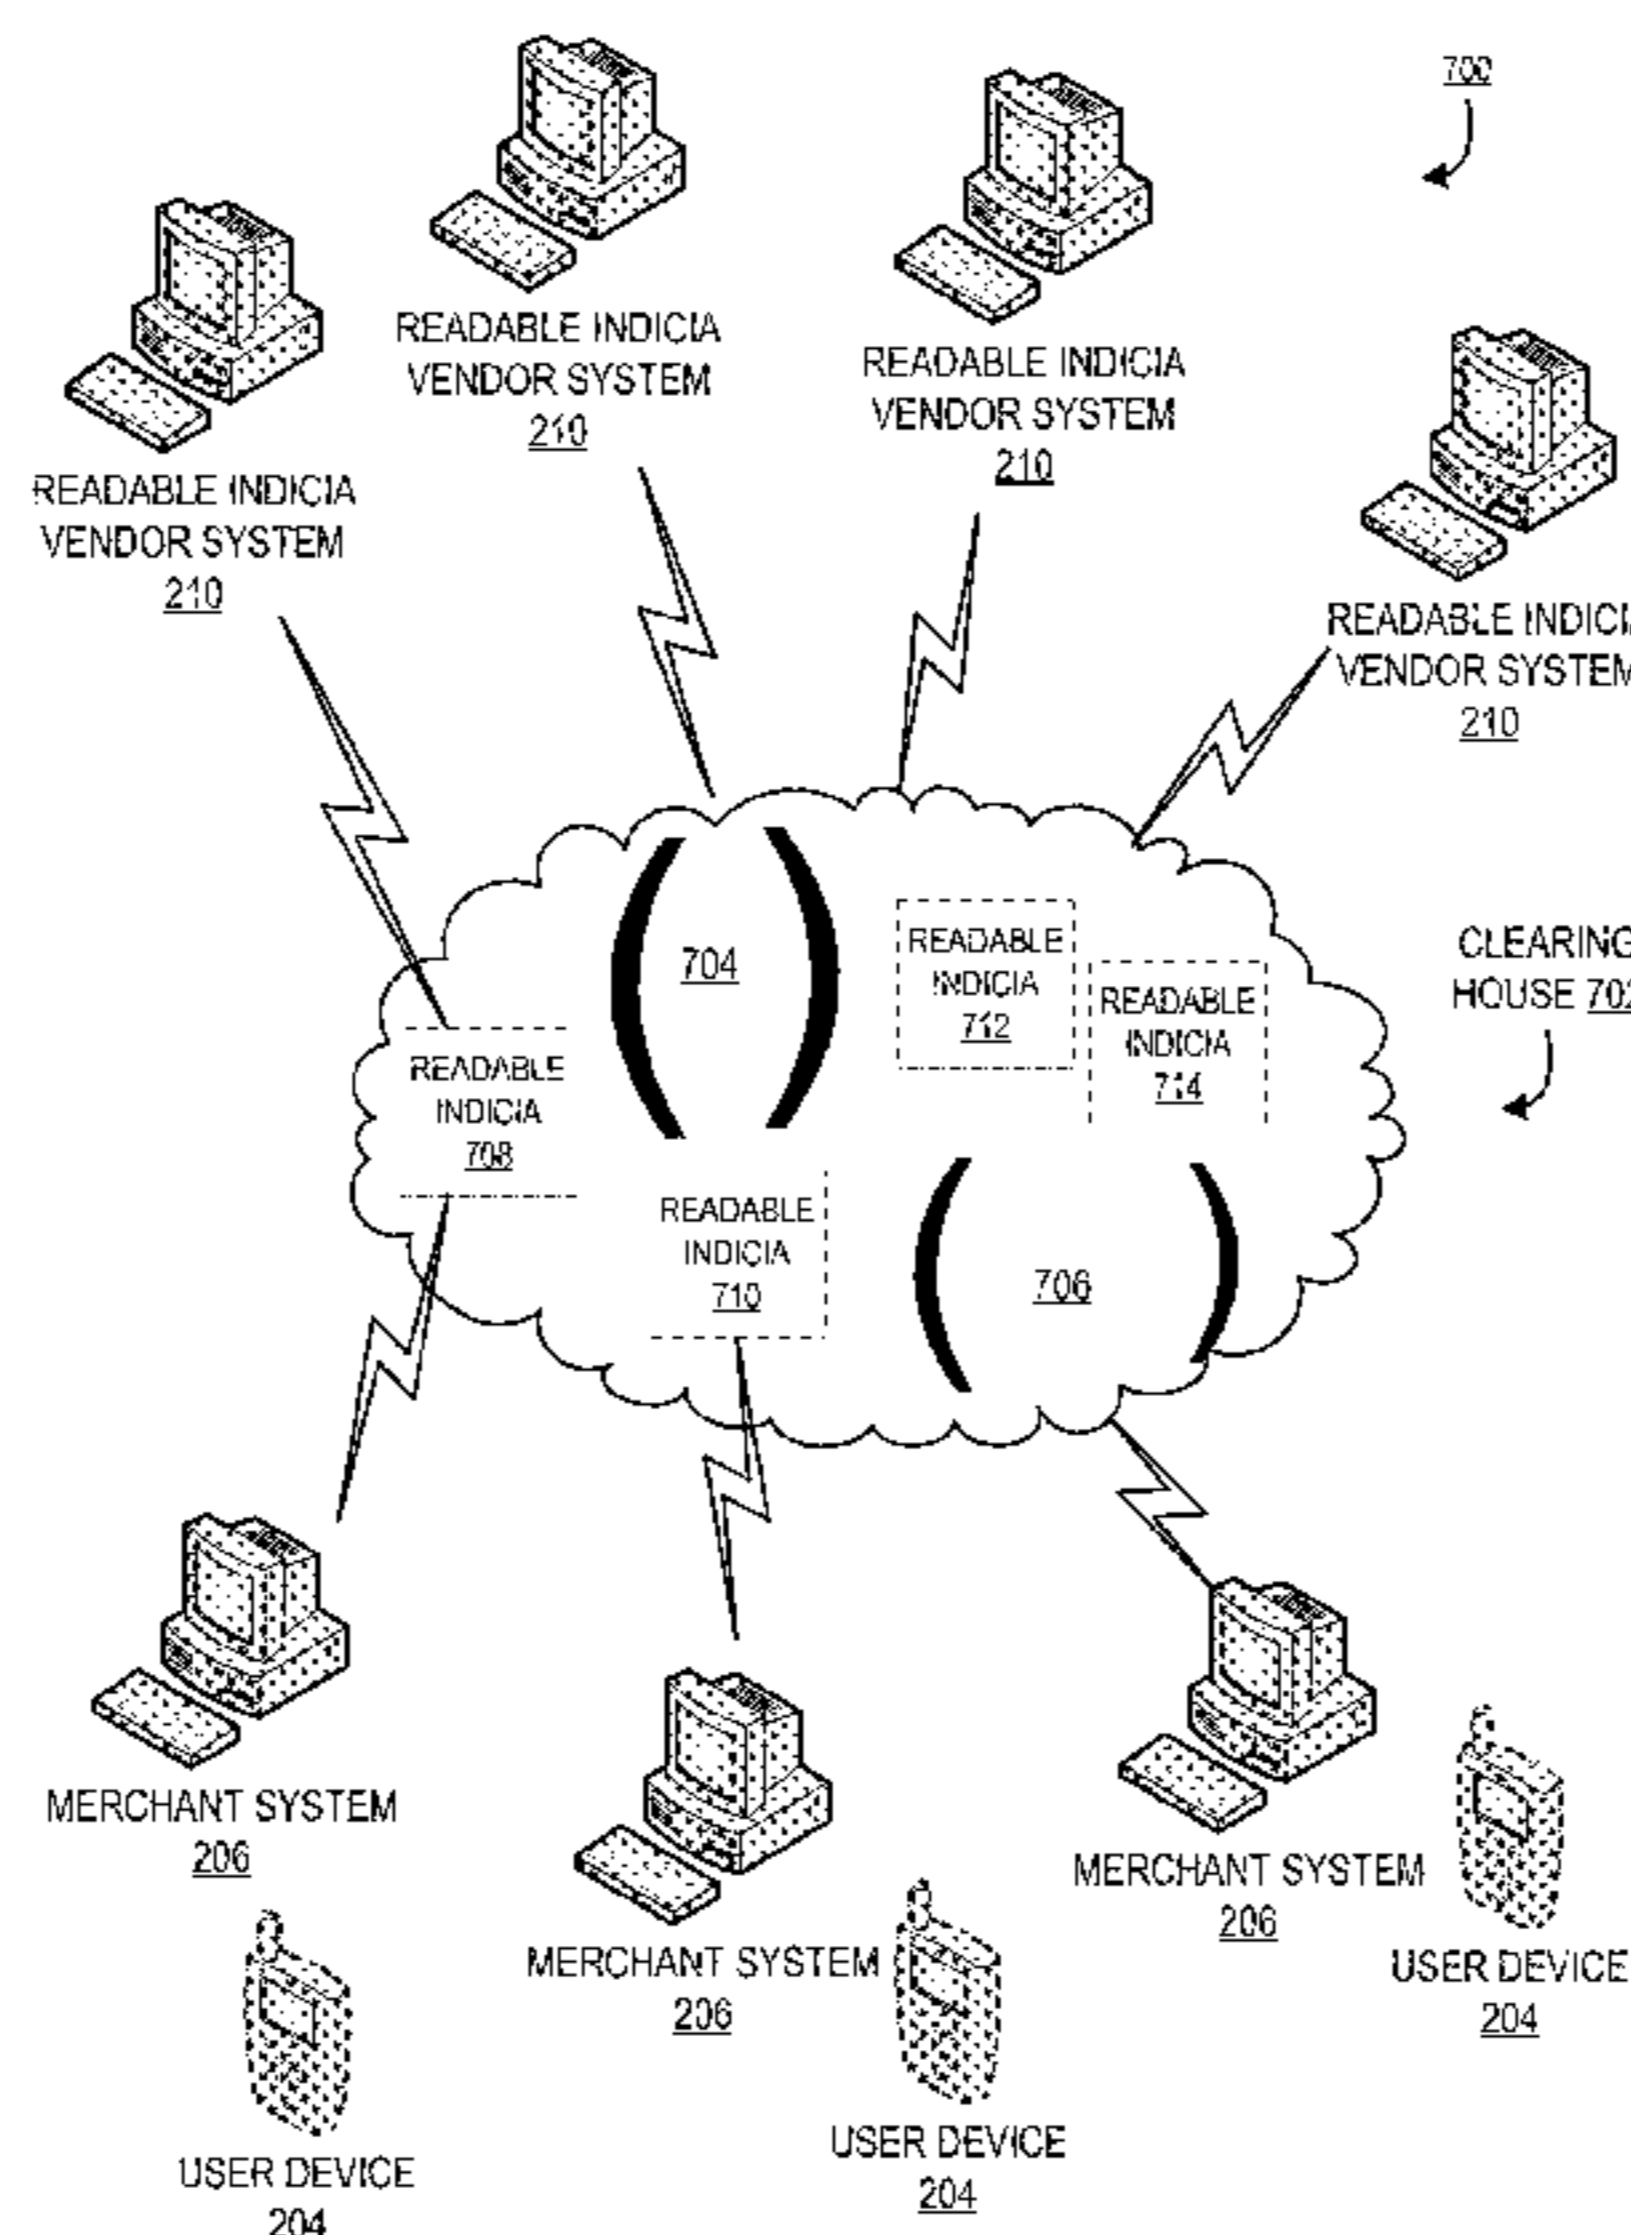 700
READABLE INDICIA
VENDOR SYSTEM
210
READABLE INDICIA
VENDOR SYSTEM
210
READABLE INDICIA
VENDOR SYSTEM
210
READABLE INDICIA
VENDOR SYSTEM
210
CLEARING
HOUSE 702
704
READABLE
INDICIA
712
READABLE
INDICIA
714
READABLE
INDICIA
708
READABLE
INDICIA
710
706
MERCHANT SYSTEM
206
MERCHANT SYSTEM
206
MERCHANT SYSTEM
206
USER DEVICE
204
USER DEVICE
204
USER DEVICE
204